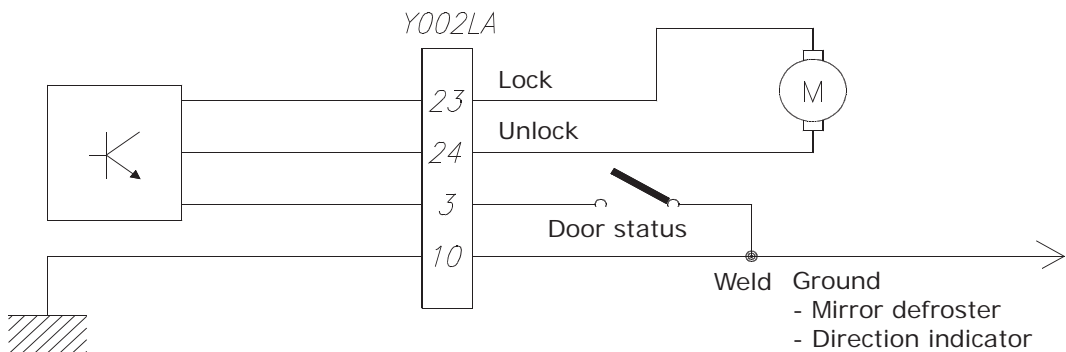 Y002LA
23
Lock
M
24
Unlock
3
Door status
10
Weld
Ground
- Mirror defroster
- Direction indicator